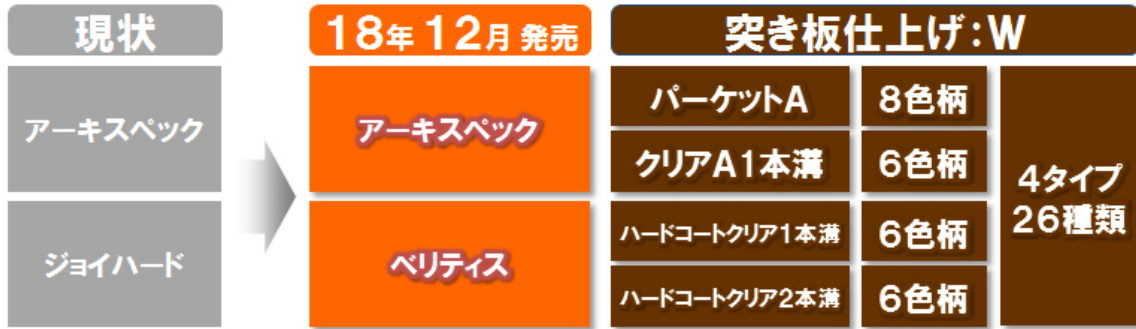 現状
18年 12月 発売
突き板仕上げ:W
アーキスペック
アーキスペック
パーケットA
8色柄
クリアA1本溝
6色柄
4タイプ
26種類
ジョイハード
ベリティス
ハードコートクリア1本溝
6色柄
ハードコートクリア2本溝
6色柄